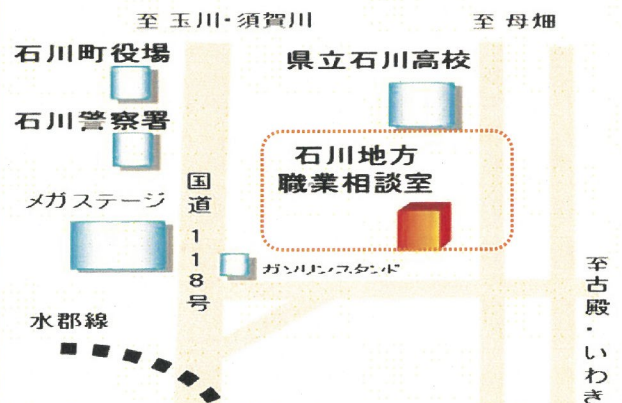 至 玉川・須賀川
至 母畑
石川町役場
県立石川高校
石川警察署
石川地方
職業相談室
メガステージ
国道118号
ガソリンスタンド
水郡線
至古殿・いわき